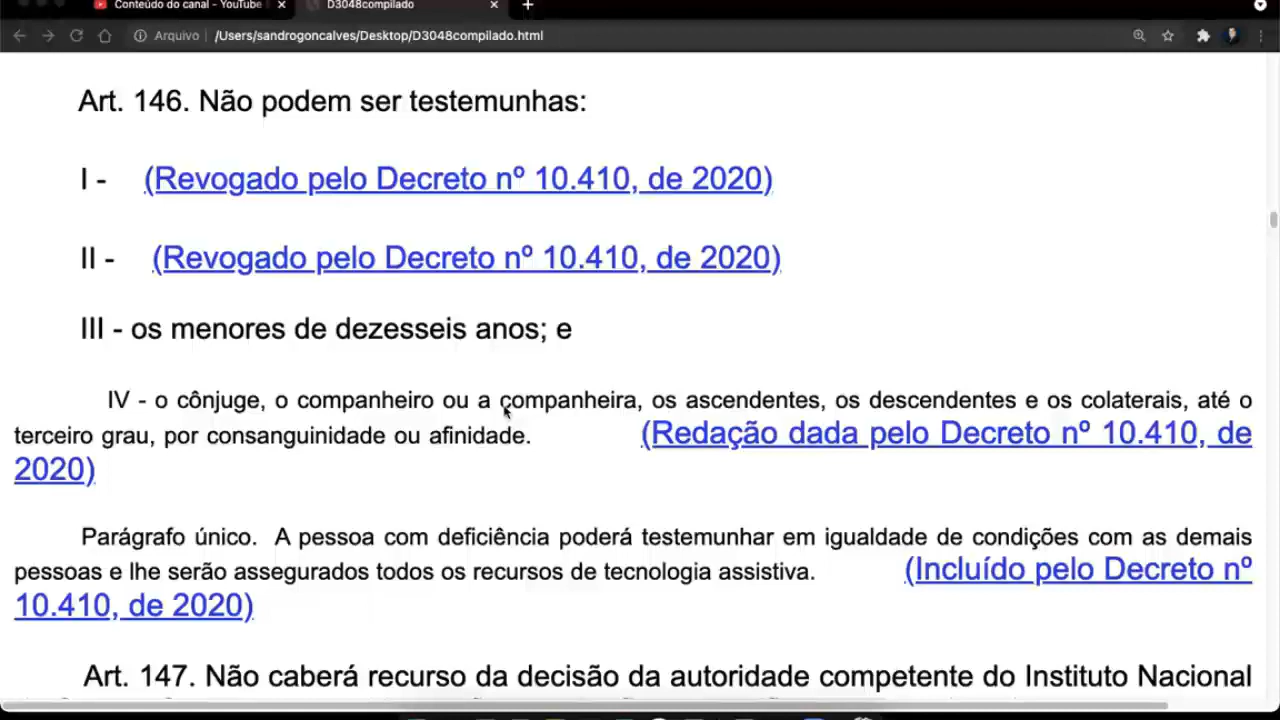 Conteúdo do canal - YouTube
D3048compilado
Arquivo
/Users/sandrogoncalves/Desktop/D3048compilado.html
Art. 146. Não podem ser testemunhas:
I - (Revogado pelo Decreto nº 10.410, de 2020)
II - (Revogado pelo Decreto nº 10.410, de 2020)
III - os menores de dezesseis anos; e
IV - o cônjuge, o companheiro ou a companheira, os ascendentes, os descendentes e os colaterais, até o
terceiro grau, por consanguinidade ou afinidade. (Redação dada pelo Decreto nº 10.410, de
2020)
Parágrafo único. A pessoa com deficiência poderá testemunhar em igualdade de condições com as demais
pessoas e lhe serão assegurados todos os recursos de tecnologia assistiva. (Incluído pelo Decreto nº
10.410, de 2020)
Art. 147. Não caberá recurso da decisão da autoridade competente do Instituto Nacional